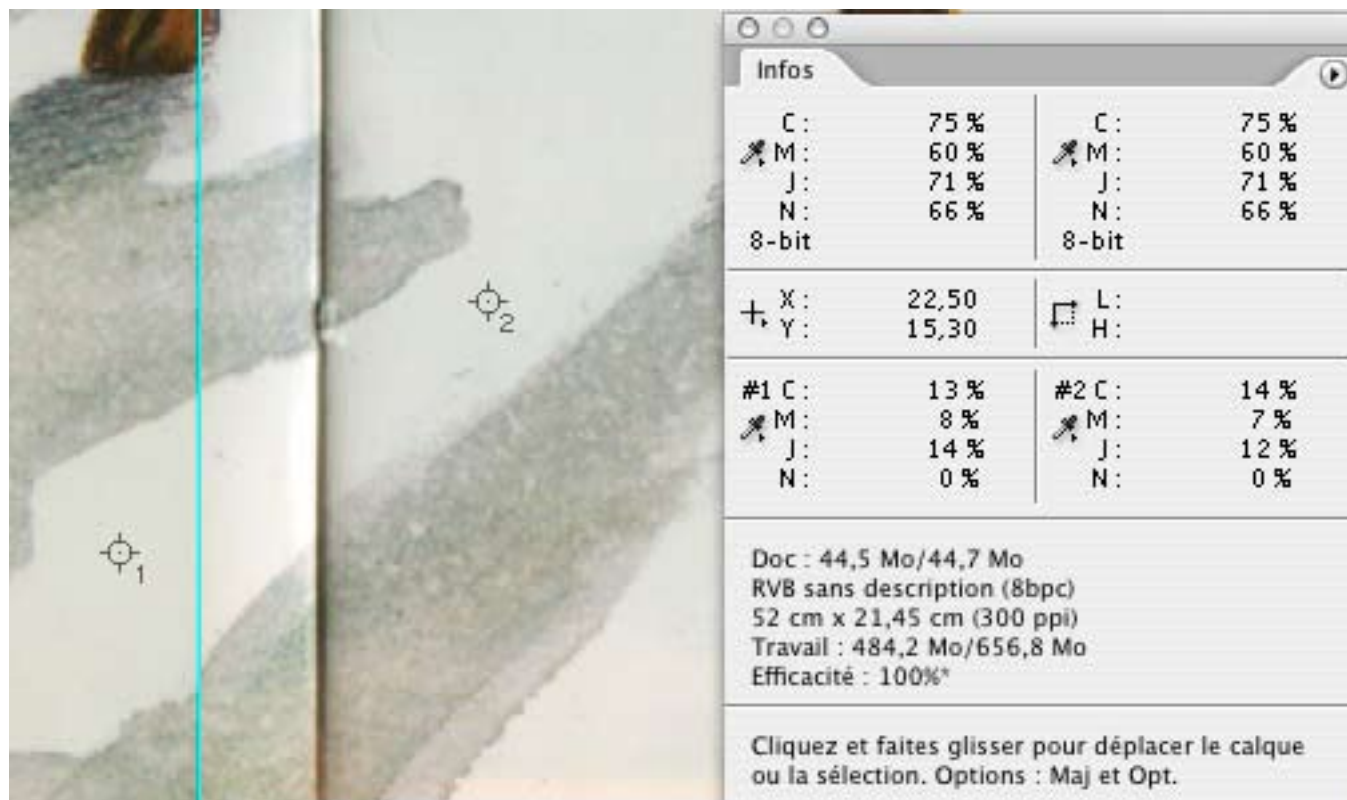 Infos
C : 75 % C : 75 %
M : 60 % M : 60 %
J : 71 % J : 71 %
N : 66 % N : 66 %
8-bit 8-bit
X : 22,50 L :
Y : 15,30 H :
#1 C : 13 % #2 C : 14 %
M : 8 % M : 7 %
J : 14 % J : 12 %
N : 0 % N : 0 %
Doc : 44,5 Mo/44,7 Mo
RVB sans description (8bpc)
52 cm x 21,45 cm (300 ppi)
Travail : 484,2 Mo/656,8 Mo
Efficacité : 100%*
Cliquez et faites glisser pour déplacer le calque
ou la sélection. Options : Maj et Opt.
2
1